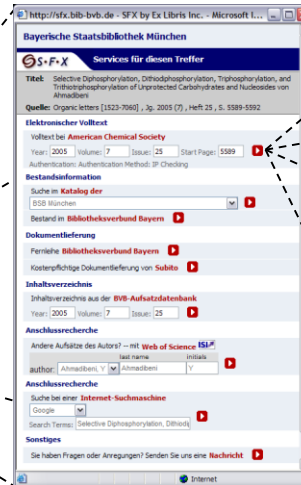 http://sfx.bib-bvb.de - SFX by Ex Libris Inc. - Microsoft I...
Bayerische Staatsbibliothek München
S·F·X Services für diesen Treffer
Titel: Selective Diphosphorylation, Dithiodiphosphorylation, Triphosphorylation, and
Trithiotriphosphorylation of Unprotected Carbohydrates and Nucleosides von
Ahmadibeni
Quelle: Organic letters [1523-7060] , Jg. 2005 (7) , Heft 25 , S. 5589-5592
Elektronischer Volltext
Volltext bei American Chemical Society
Year: 2005 Volume: 7 Issue: 25 Start Page: 5589
Authentication: Authentication Method: IP Checking
Bestandsinformation
Suche im Katalog der
BSB München
Bestand im Bibliotheksverbund Bayern
Dokumentlieferung
Fernleihe Bibliotheksverbund Bayern
Kostenpflichtige Dokumentlieferung von Subito
Inhaltsverzeichnis
Inhaltsverzeichnis aus der BVB-Aufsatzdatenbank
Year: 2005 Volume: 7 Issue: 25
Anschlussrecherche
Andere Aufsätze des Autors? -- mit Web of Science ISI
last name initials
author: Ahmadibeni, Y Ahmadibeni Y
Anschlussrecherche
Suche bei einer Internet-Suchmaschine
Google
Search Terms: Selective Diphosphorylation, Dithiodi
Sonstiges
Sie haben Fragen oder Anregungen? Senden Sie uns eine Nachricht
Internet